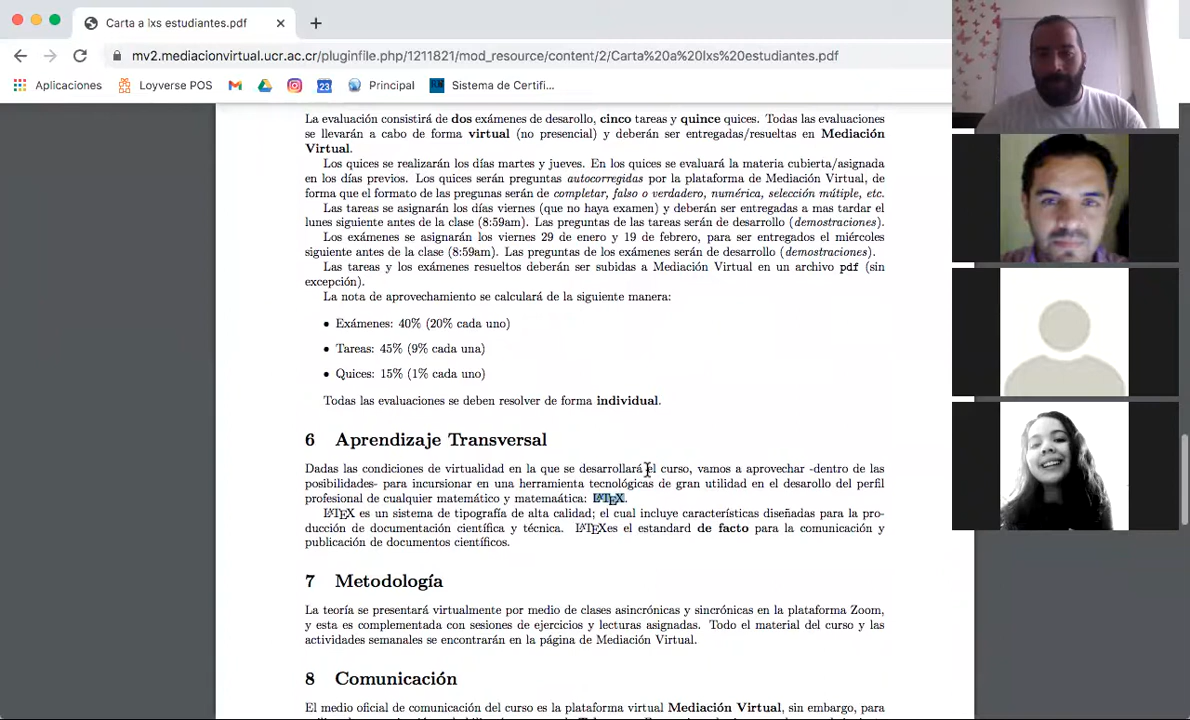 Carta a lxs estudiantes.pdf
mv2.mediacionvirtual.ucr.ac.cr/pluginfile.php/1211821/mod_resource/content/2/Carta%20a%20lxs%20estudiantes.pdf
Aplicaciones Loyverse POS 23 Principal Sistema de Certifi...
La evaluación consistirá de dos exámenes de desarollo, cinco tareas y quince quices. Todas las evaluaciones
se llevarán a cabo de forma virtual (no presencial) y deberán ser entregadas/resueltas en Mediación
Virtual.
Los quices se realizarán los días martes y jueves. En los quices se evaluará la materia cubierta/asignada
en los días previos. Los quices serán preguntas autocorregidas por la plataforma de Mediación Virtual, de
forma que el formato de las pregunas serán de completar, falso o verdadero, numérica, selección mútiple, etc.
Las tareas se asignarán los días viernes (que no haya examen) y deberán ser entregadas a mas tardar el
lunes siguiente antes de la clase (8:59am). Las preguntas de las tareas serán de desarrollo (demostraciones).
Los exámenes se asignarán los viernes 29 de enero y 19 de febrero, para ser entregados el miércoles
siguiente antes de la clase (8:59am). Las preguntas de los exámenes serán de desarrollo (demostraciones).
Las tareas y los exámenes resueltos deberán ser subidas a Mediación Virtual en un archivo pdf (sin
excepción).
La nota de aprovechamiento se calculará de la siguiente manera:
• Exámenes: 40% (20% cada uno)
• Tareas: 45% (9% cada una)
• Quices: 15% (1% cada uno)
Todas las evaluaciones se deben resolver de forma individual.
6 Aprendizaje Transversal
Dadas las condiciones de virtualidad en la que se desarrollará el curso, vamos a aprovechar -dentro de las
posibilidades- para incursionar en una herramienta tecnológicas de gran utilidad en el desarollo del perfil
profesional de cualquier matemático y matemaática: LATEX.
LATEX es un sistema de tipografía de alta calidad; el cual incluye características diseñadas para la pro-
ducción de documentación científica y técnica. LATEXes el estandard de facto para la comunicación y
publicación de documentos científicos.
7 Metodología
La teoría se presentará virtualmente por medio de clases asincrónicas y sincrónicas en la plataforma Zoom,
y esta es complementada con sesiones de ejercicios y lecturas asignadas. Todo el material del curso y las
actividades semanales se encontrarán en la página de Mediación Virtual.
8 Comunicación
El medio oficial de comunicación del curso es la plataforma virtual Mediación Virtual, sin embargo, para